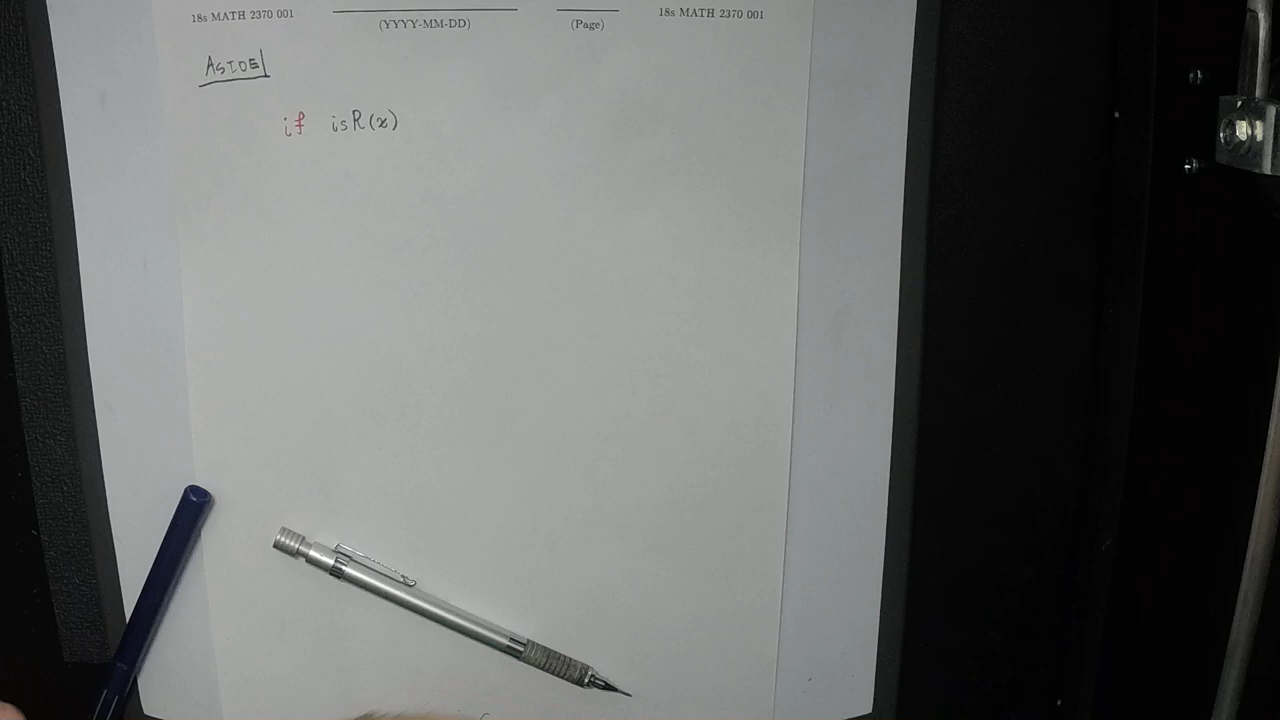 18s MATH 2370 001 (YYYY-MM-DD) (Page) 18s MATH 2370 001
ASIDE
if isR(x)